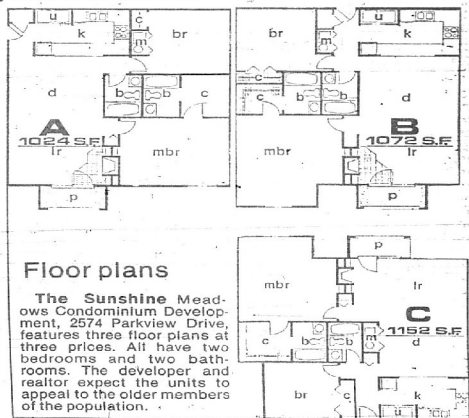 u
k
c
m
br
d
b
b
c
A
1024 S.F.
lr
mbr
p
br
m
u
k
c
c
b
b
d
B
1072 S.F.
mbr
lr
p
Floor plans
The Sunshine Mead-
ows Condominium Develop-
ment, 2574 Parkview Drive,
features three floor plans at
three prices. All have two
bedrooms and two bath-
rooms. The developer and
realtor expect the units to
appeal to the older members
of the population.
p
mbr
lr
C
1152 S.F.
c
b
b
m
d
br
c
u
k